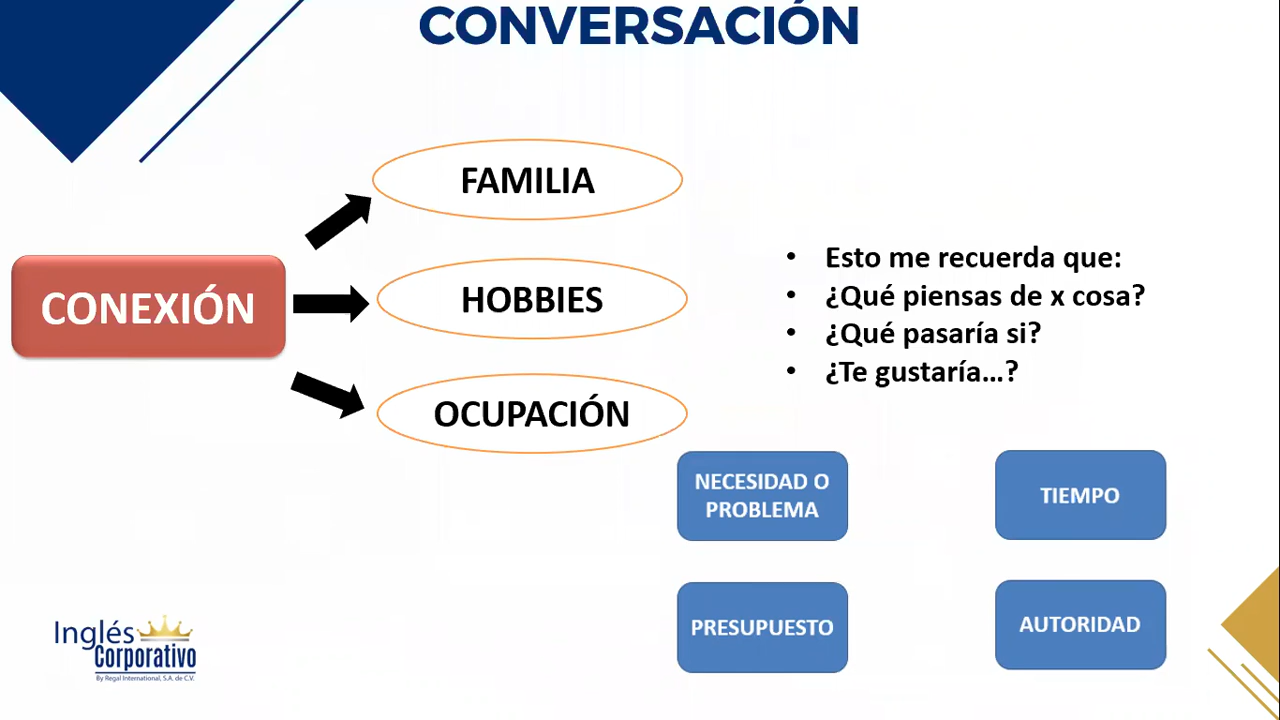 CONVERSACIÓN
FAMILIA
CONEXIÓN
HOBBIES
OCUPACIÓN
• Esto me recuerda que:
• ¿Qué piensas de x cosa?
• ¿Qué pasaría si?
• ¿Te gustaría...?
NECESIDAD O
PROBLEMA
TIEMPO
PRESUPUESTO
AUTORIDAD
Inglés
Corporativo
By Regal International, S.A. de C.V.